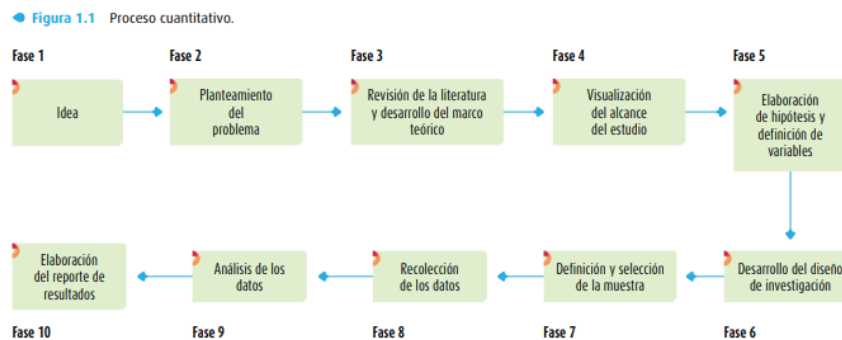 Figura 1.1 Proceso cuantitativo.
Fase 1
Idea
Fase 2
Planteamiento
del
problema
Fase 3
Revisión de la literatura
y desarrollo del marco
teórico
Fase 4
Visualización
del alcance
del estudio
Fase 5
Elaboración
de hipótesis y
definición de
variables
Desarrollo del diseño
de investigación
Fase 6
Definición y selección
de la muestra
Fase 7
Recolección
de los datos
Fase 8
Análisis de los
datos
Fase 9
Elaboración
del reporte de
resultados
Fase 10